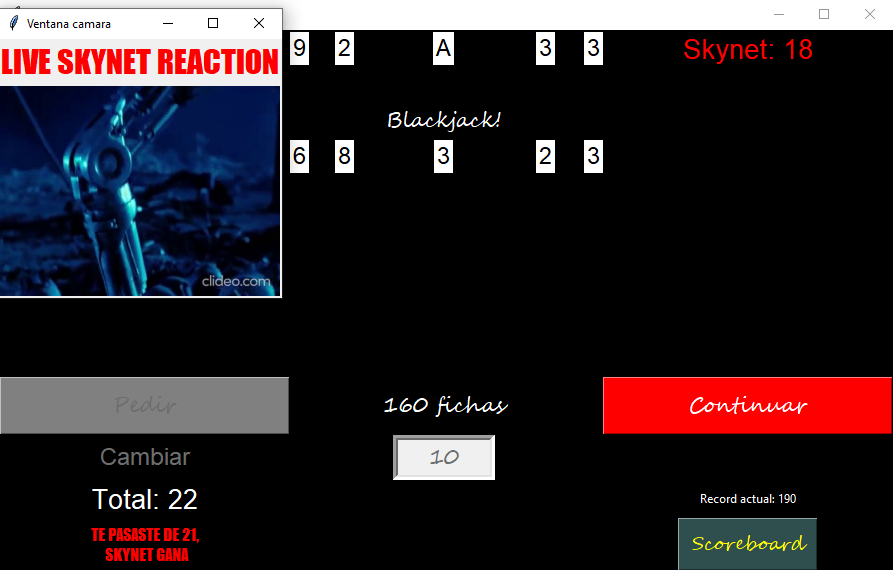 Ventana camara
LIVE SKYNET REACTION
clideo.com
9 2 A 3 3
Skynet: 18
Blackjack!
6 8 3 2 3
Pedir
160 fichas
Continuar
Cambiar
10
Total: 22
Record actual: 190
TE PASASTE DE 21,
SKYNET GANA
Scoreboard